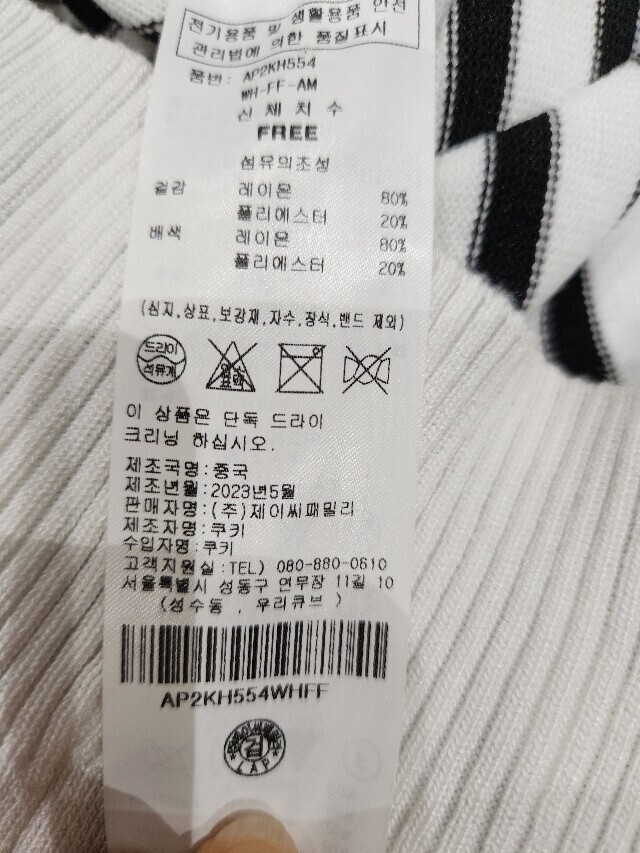 전기용품 및 생활용품 안전
관리법에 의한 품질표시
품번: AP2KH554
WH-FF-AM
신체치수
FREE
섬유의조성
겉감 레이온 80%
폴리에스터 20%
배색 레이온 80%
폴리에스터 20%
(심지,상표,보강재,자수,장식,밴드 제외)
드라이
석유계
염소
표백
이 상품은 단독 드라이
크리닝 하십시오.
제조국명:중국
제조년월:2023년5월
판매자명:(주)제이씨패밀리
제조자명:쿠키
수입자명:쿠키
고객지원실:TEL) 080-880-0610
서울특별시 성동구 연무장 11길 10
(성수동 , 우리큐브 )
AP2KH554WHFF
LAP